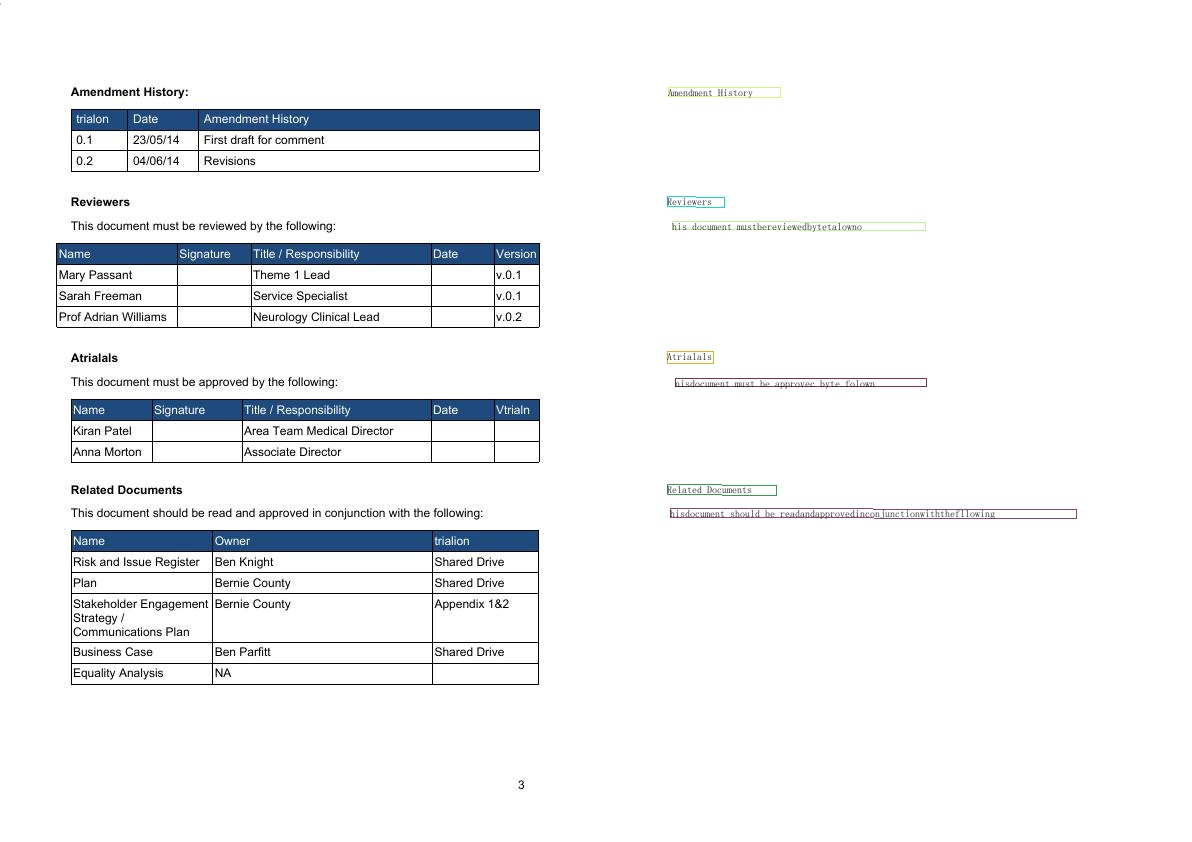 Amendment History:
trialon Date Amendment History
0.1 23/05/14 First draft for comment
0.2 04/06/14 Revisions
Reviewers
This document must be reviewed by the following:
Name Signature Title / Responsibility Date Version
Mary Passant Theme 1 Lead v.0.1
Sarah Freeman Service Specialist v.0.1
Prof Adrian Williams Neurology Clinical Lead v.0.2
Atrialals
This document must be approved by the following:
Name Signature Title / Responsibility Date Vtrialn
Kiran Patel Area Team Medical Director
Anna Morton Associate Director
Related Documents
This document should be read and approved in conjunction with the following:
Name Owner trialion
Risk and Issue Register Ben Knight Shared Drive
Plan Bernie County Shared Drive
Stakeholder Engagement Bernie County Appendix 1&2
Strategy /
Communications Plan
Business Case Ben Parfitt Shared Drive
Equality Analysis NA
3
Amendment History
Reviewers
his document mustbereviewedbytetalowno
Atrialals
hisdocument must be approvec byte folown
Related Documents
hisdocument should be readandapprovedinconjunctionwiththefllowing